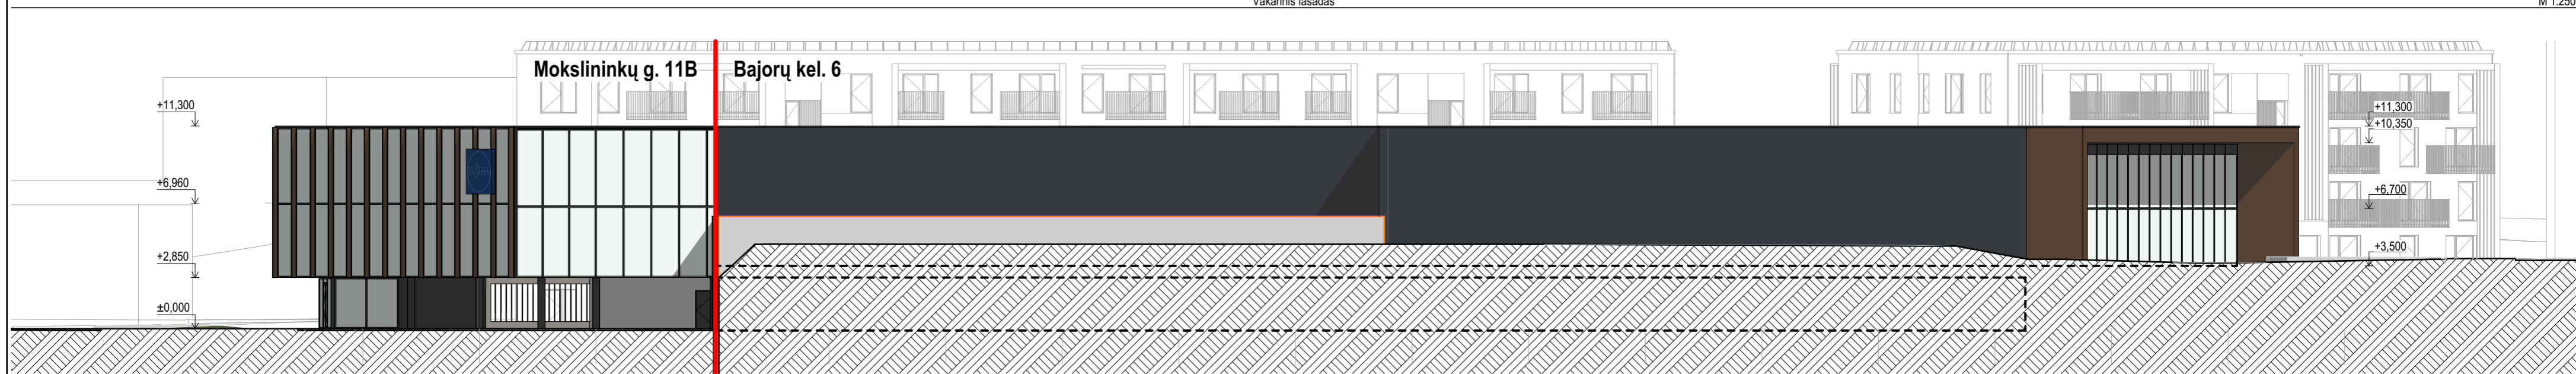 Vakarinis fasadas
M 1:250
Mokslininkų g. 11B
Bajorų kel. 6
+11,300
+6,960
+2,850
±0,000
+11,300
+10,350
+6,700
+3,500